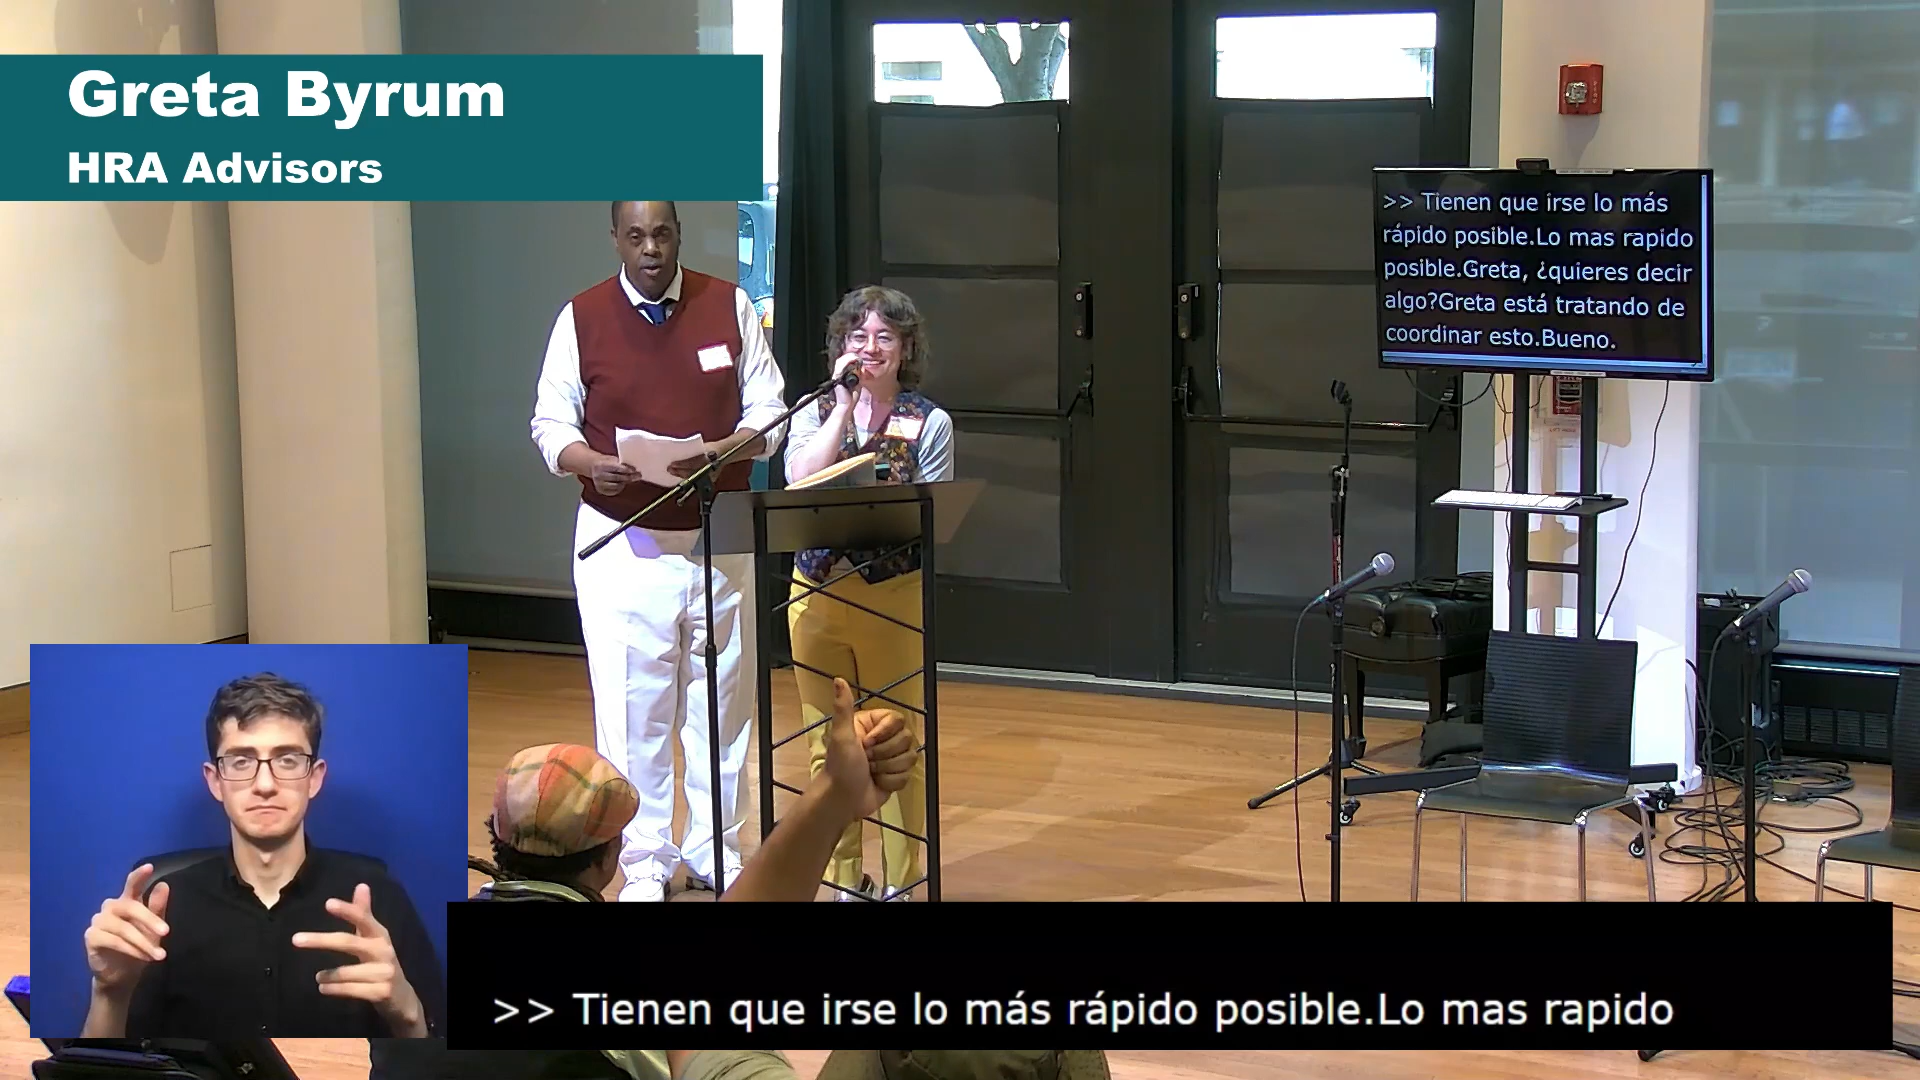 Greta Byrum
HRA Advisors
>> Tienen que irse lo más
rápido posible.Lo mas rapido
posible.Greta, ¿quieres decir
algo?Greta está tratando de
coordinar esto.Bueno.
>> Tienen que irse lo más rápido posible.Lo mas rapido